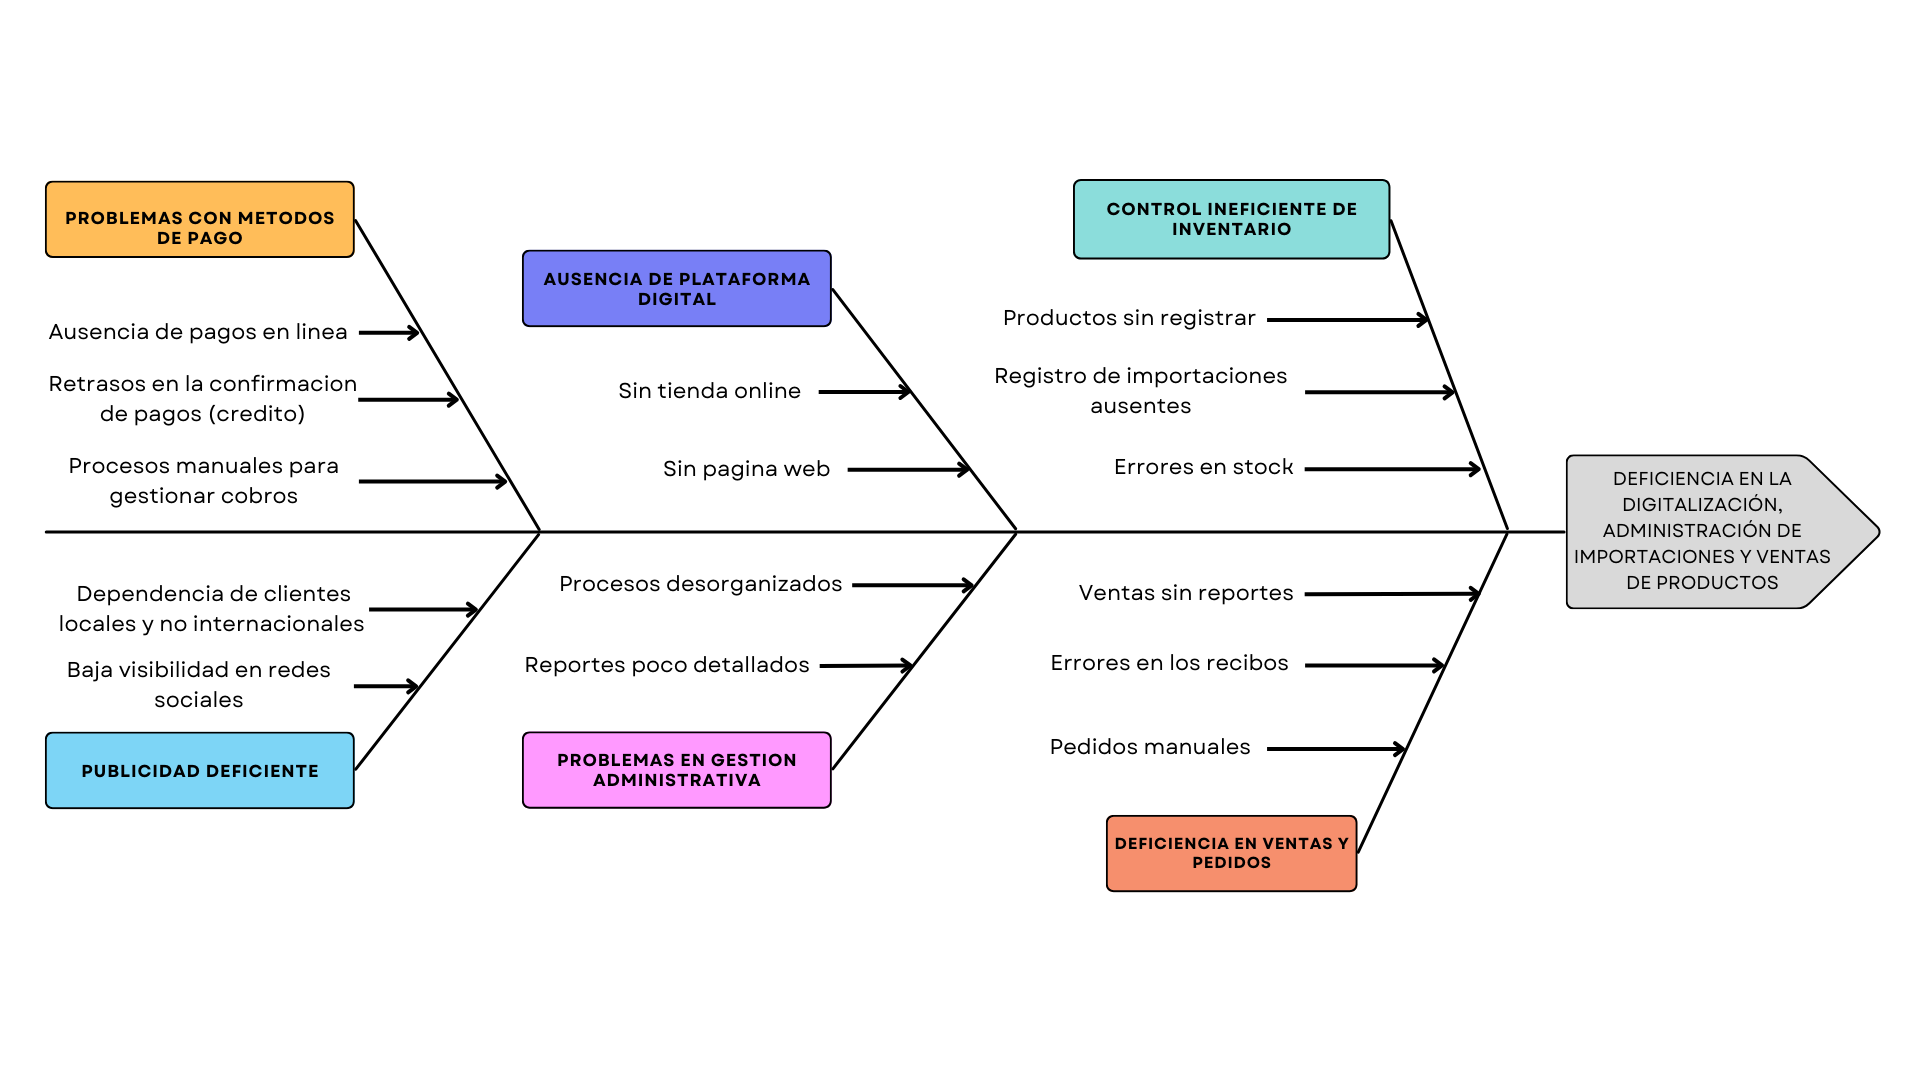 PROBLEMAS CON METODOS
DE PAGO
Ausencia de pagos en linea
Retrasos en la confirmacion
de pagos (credito)
Procesos manuales para
gestionar cobros
AUSENCIA DE PLATAFORMA
DIGITAL
Sin tienda online
Sin pagina web
CONTROL INEFICIENTE DE
INVENTARIO
Productos sin registrar
Registro de importaciones
ausentes
Errores en stock
DEFICIENCIA EN LA
DIGITALIZACIÓN,
ADMINISTRACIÓN DE
IMPORTACIONES Y VENTAS
DE PRODUCTOS
Dependencia de clientes
locales y no internacionales
Baja visibilidad en redes
sociales
PUBLICIDAD DEFICIENTE
Procesos desorganizados
Reportes poco detallados
PROBLEMAS EN GESTION
ADMINISTRATIVA
Ventas sin reportes
Errores en los recibos
Pedidos manuales
DEFICIENCIA EN VENTAS Y
PEDIDOS